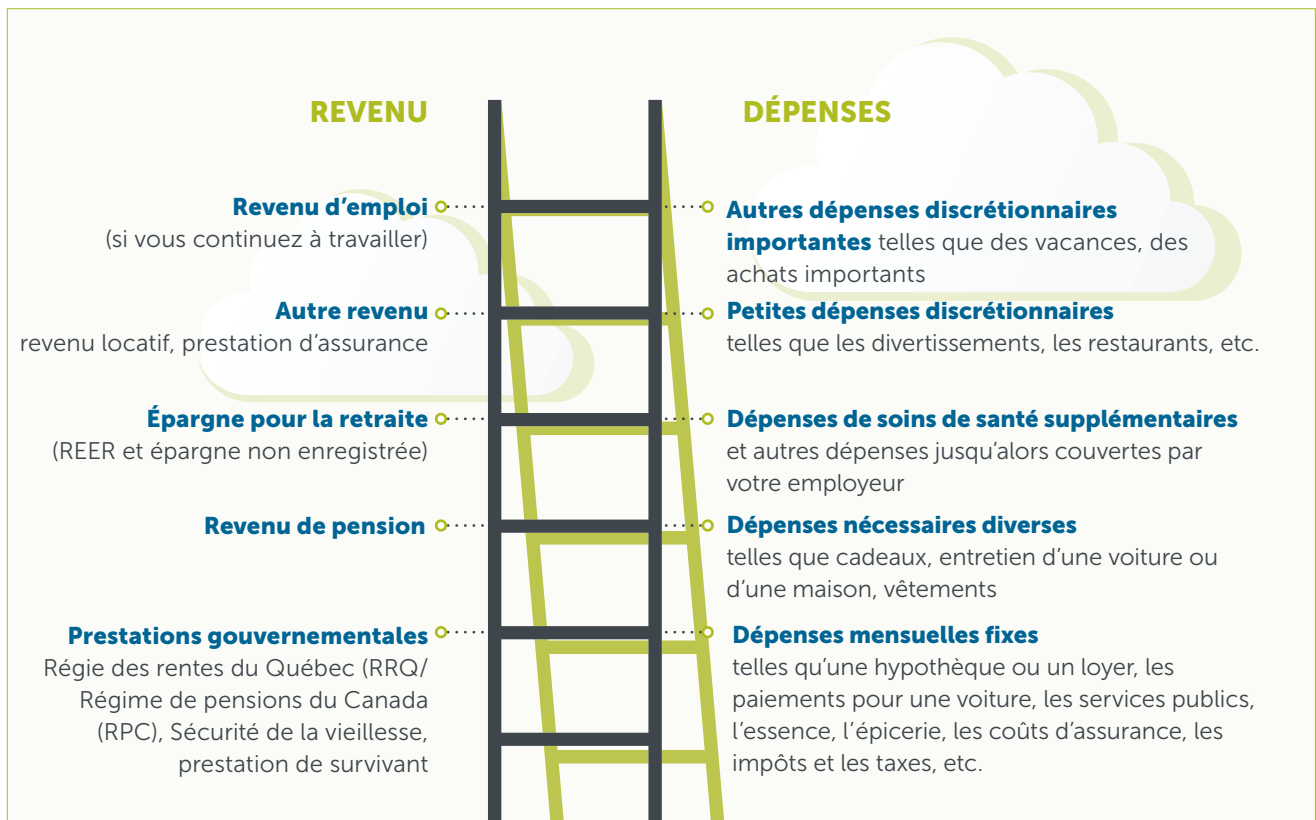 REVENU
Revenu d’emploi
(si vous continuez à travailler)
Autre revenu
revenu locatif, prestation d’assurance
Épargne pour la retraite
(REER et épargne non enregistrée)
Revenu de pension
Prestations gouvernementales
Régie des rentes du Québec (RRQ/
Régime de pensions du Canada
(RPC), Sécurité de la vieillesse,
prestation de survivant
DÉPENSES
Autres dépenses discrétionnaires
importantes telles que des vacances, des
achats importants
Petites dépenses discrétionnaires
telles que les divertissements, les restaurants, etc.
Dépenses de soins de santé supplémentaires
et autres dépenses jusqu’alors couvertes par
votre employeur
Dépenses nécessaires diverses
telles que cadeaux, entretien d’une voiture ou
d’une maison, vêtements
Dépenses mensuelles fixes
telles qu’une hypothèque ou un loyer, les
paiements pour une voiture, les services publics,
l’essence, l’épicerie, les coûts d’assurance, les
impôts et les taxes, etc.